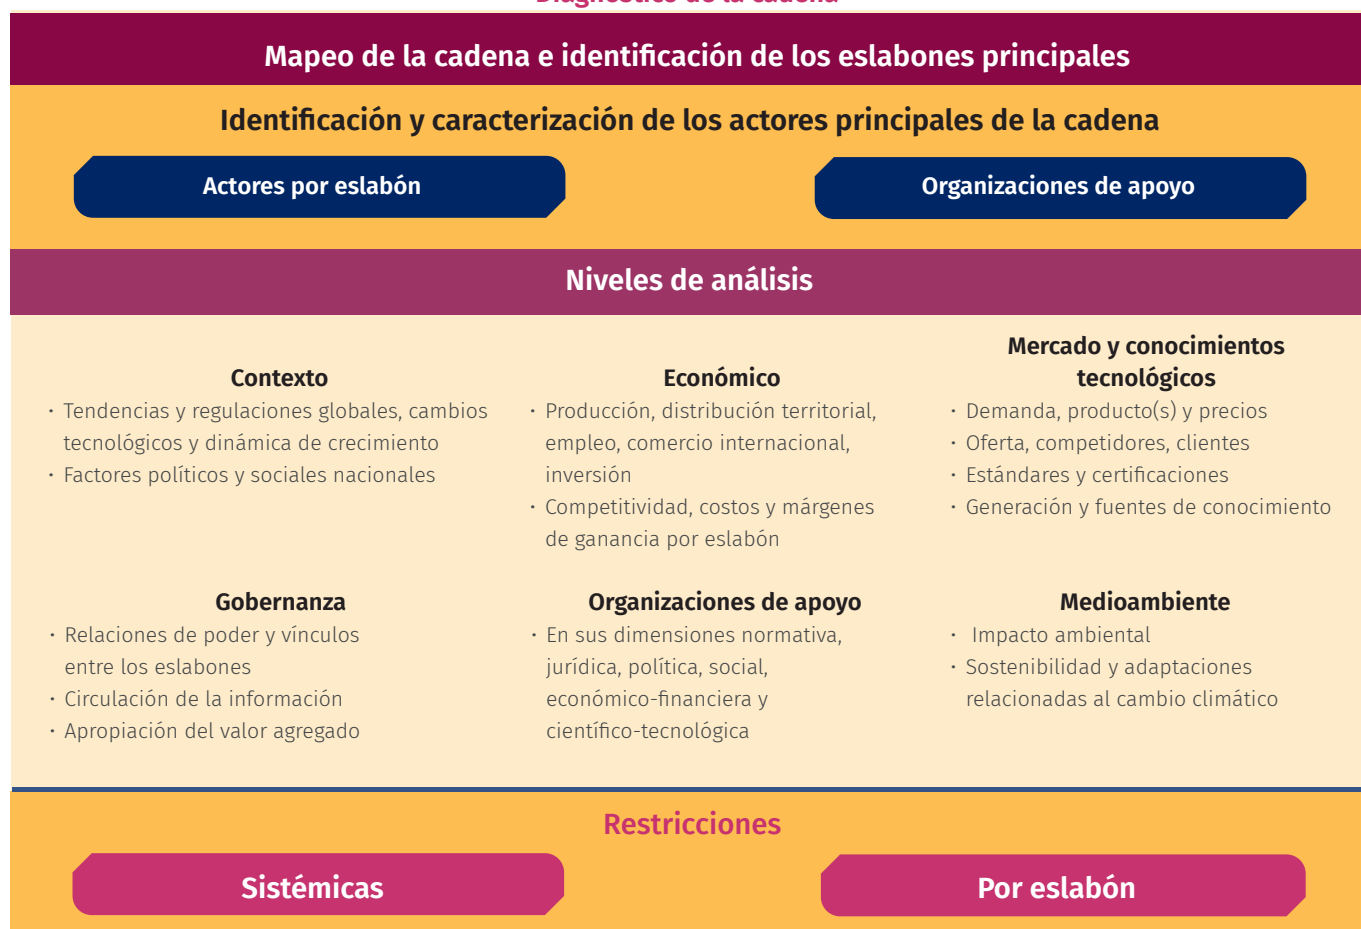 Diagnóstico de la cadena
Mapeo de la cadena e identificación de los eslabones principales
Identificación y caracterización de los actores principales de la cadena
Actores por eslabón
Organizaciones de apoyo
Niveles de análisis
Contexto
· Tendencias y regulaciones globales, cambios
tecnológicos y dinámica de crecimiento
· Factores políticos y sociales nacionales
Económico
· Producción, distribución territorial,
empleo, comercio internacional,
inversión
· Competitividad, costos y márgenes
de ganancia por eslabón
Mercado y conocimientos
tecnológicos
· Demanda, producto(s) y precios
· Oferta, competidores, clientes
· Estándares y certificaciones
· Generación y fuentes de conocimiento
Gobernanza
· Relaciones de poder y vínculos
entre los eslabones
· Circulación de la información
· Apropiación del valor agregado
Organizaciones de apoyo
· En sus dimensiones normativa,
jurídica, política, social,
económico-financiera y
científico-tecnológica
Medioambiente
· Impacto ambiental
· Sostenibilidad y adaptaciones
relacionadas al cambio climático
Restricciones
Sistémicas
Por eslabón